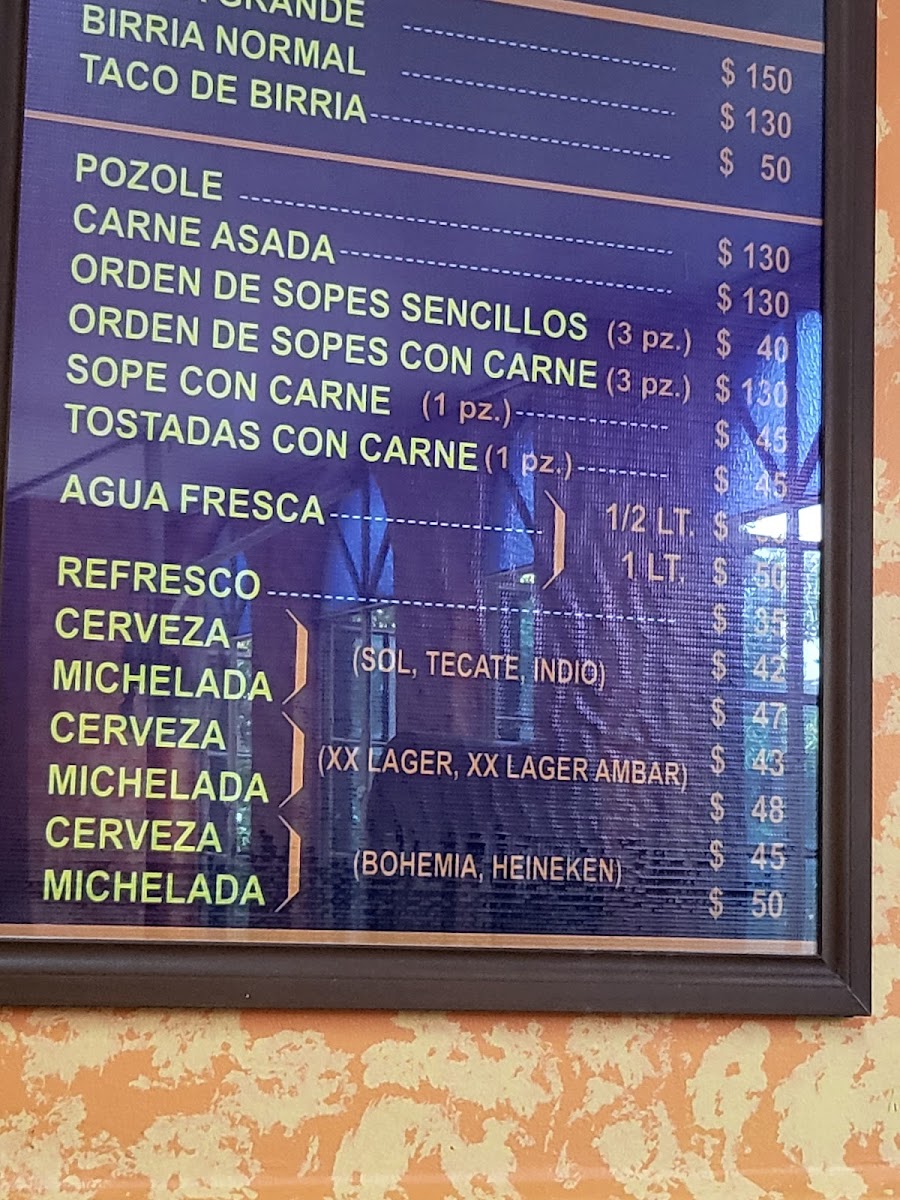 GRANDE ---------- $ 150
BIRRIA NORMAL ---------- $ 130
TACO DE BIRRIA ---------- $ 50
POZOLE ---------- $ 130
CARNE ASADA ---------- $ 130
ORDEN DE SOPES SENCILLOS (3 pz.) $ 40
ORDEN DE SOPES CON CARNE (3 pz.) $ 130
SOPE CON CARNE (1 pz.) ---------- $ 45
TOSTADAS CON CARNE (1 pz.) ---------- $ 45
AGUA FRESCA ---------- 1/2 LT. $
1 LT. $ 50
REFRESCO ---------- $ 35
CERVEZA $ 42
(SOL, TECATE, INDIO)
MICHELADA $ 47
CERVEZA $ 43
(XX LAGER, XX LAGER AMBAR)
MICHELADA $ 48
CERVEZA $ 45
(BOHEMIA, HEINEKEN)
MICHELADA $ 50